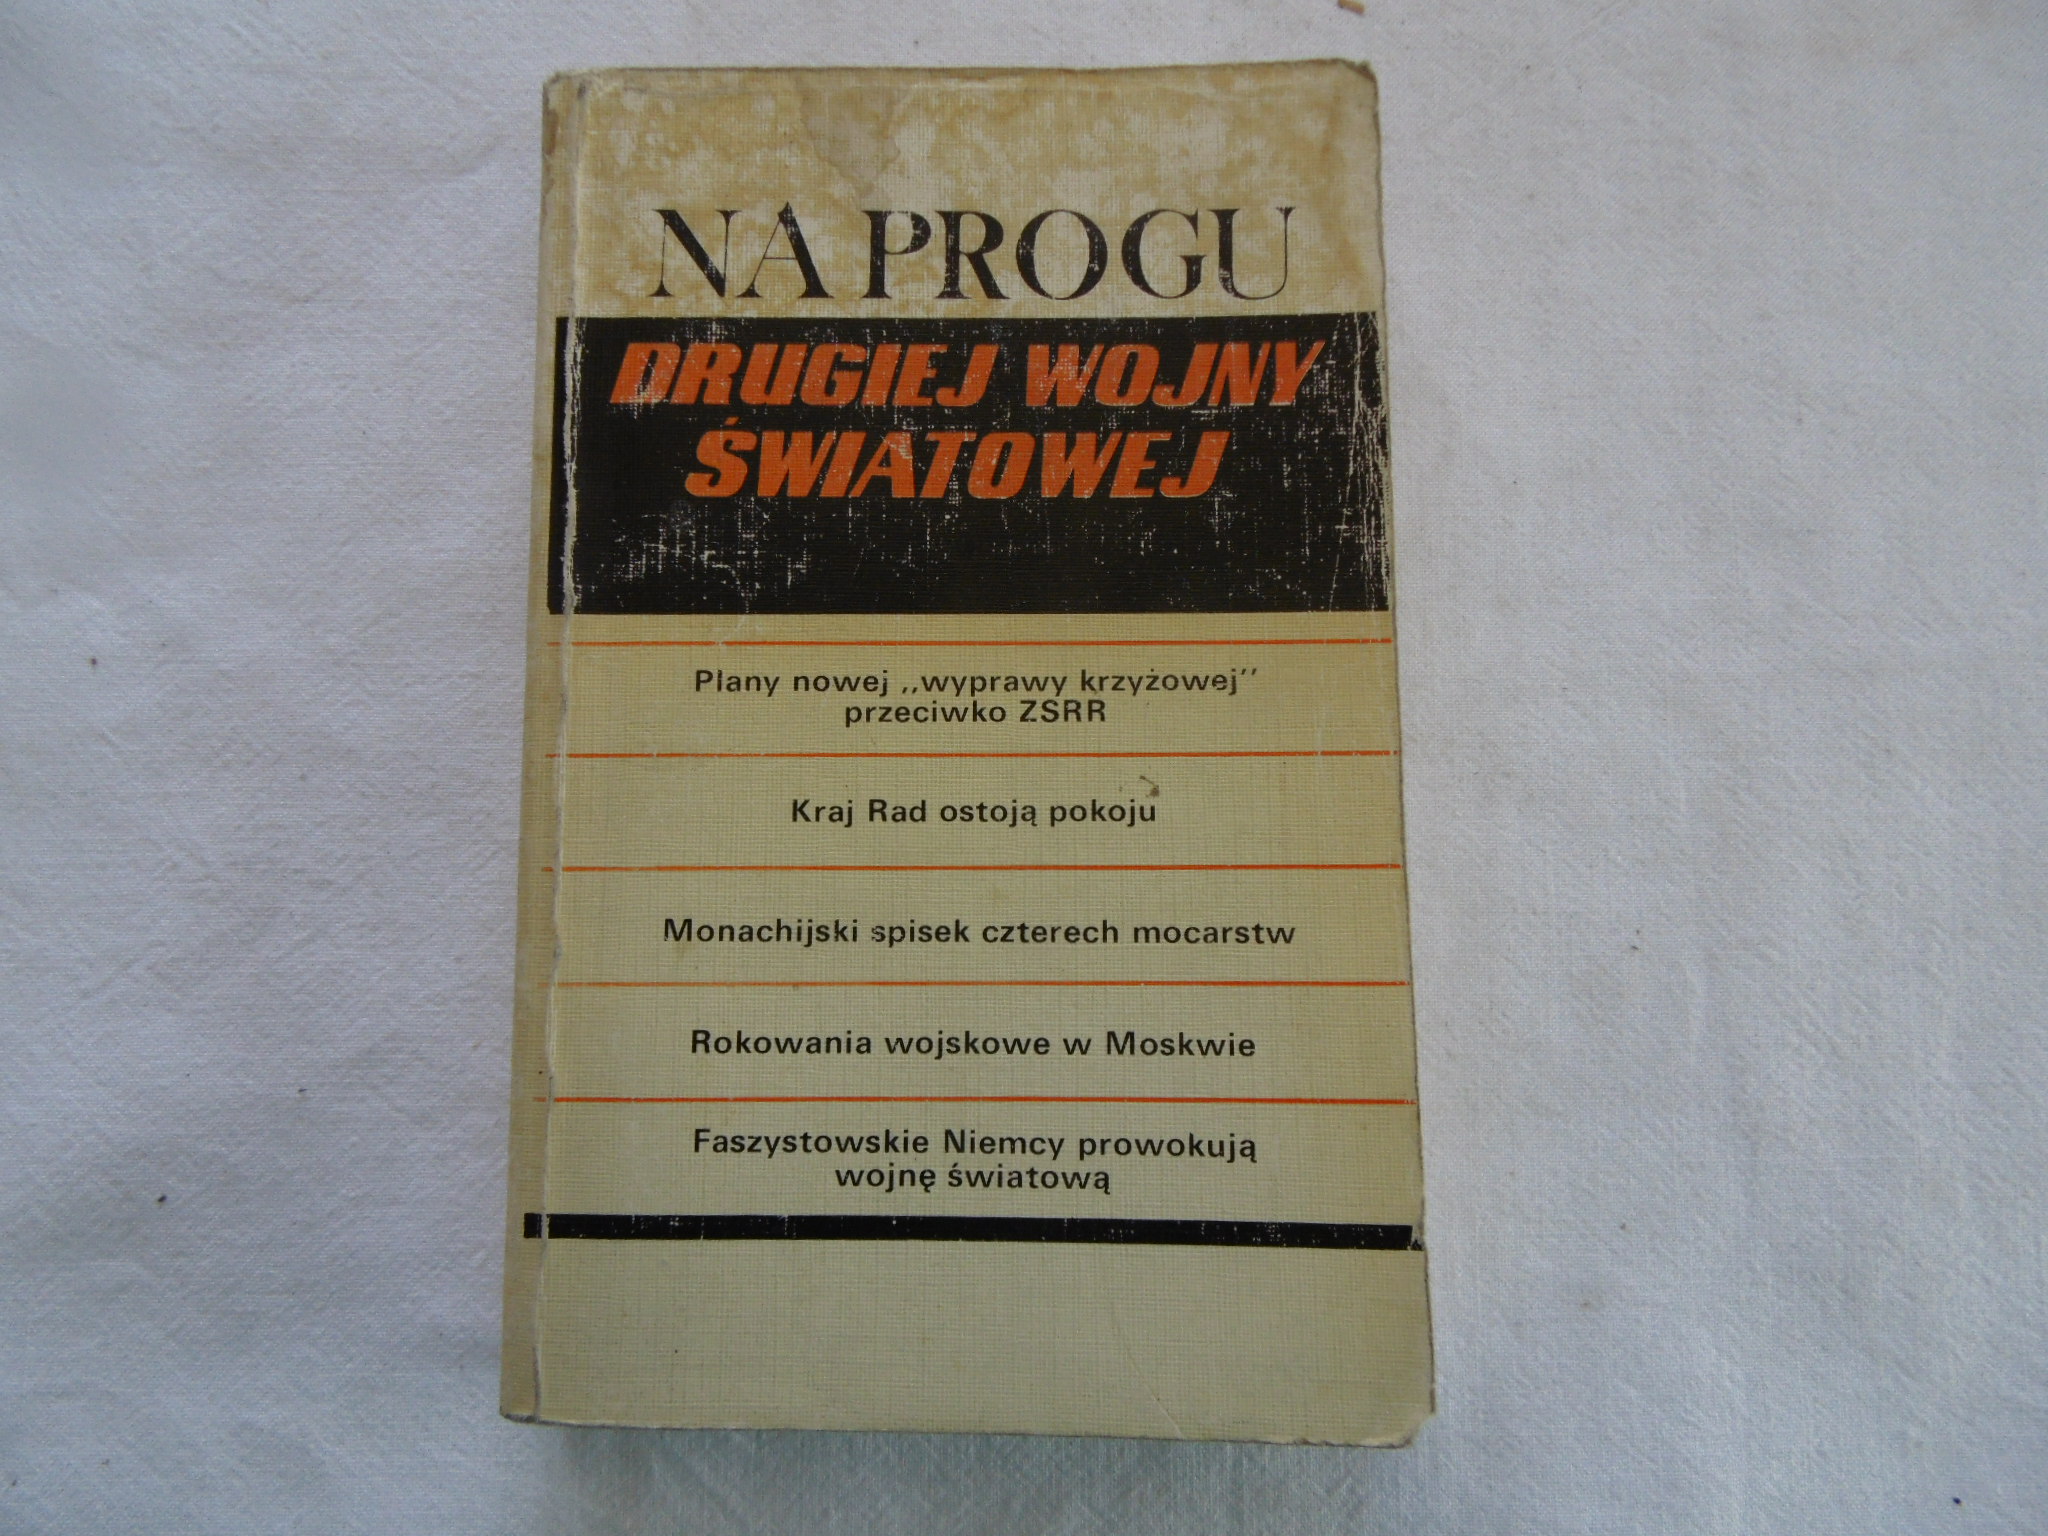 NA PROGU
DRUGIEJ WOJNY
ŚWIATOWEJ
Plany nowej ,,wyprawy krzyżowej''
przeciwko ZSRR
Kraj Rad ostoją pokoju
Monachijski spisek czterech mocarstw
Rokowania wojskowe w Moskwie
Faszystowskie Niemcy prowokują
wojnę światową